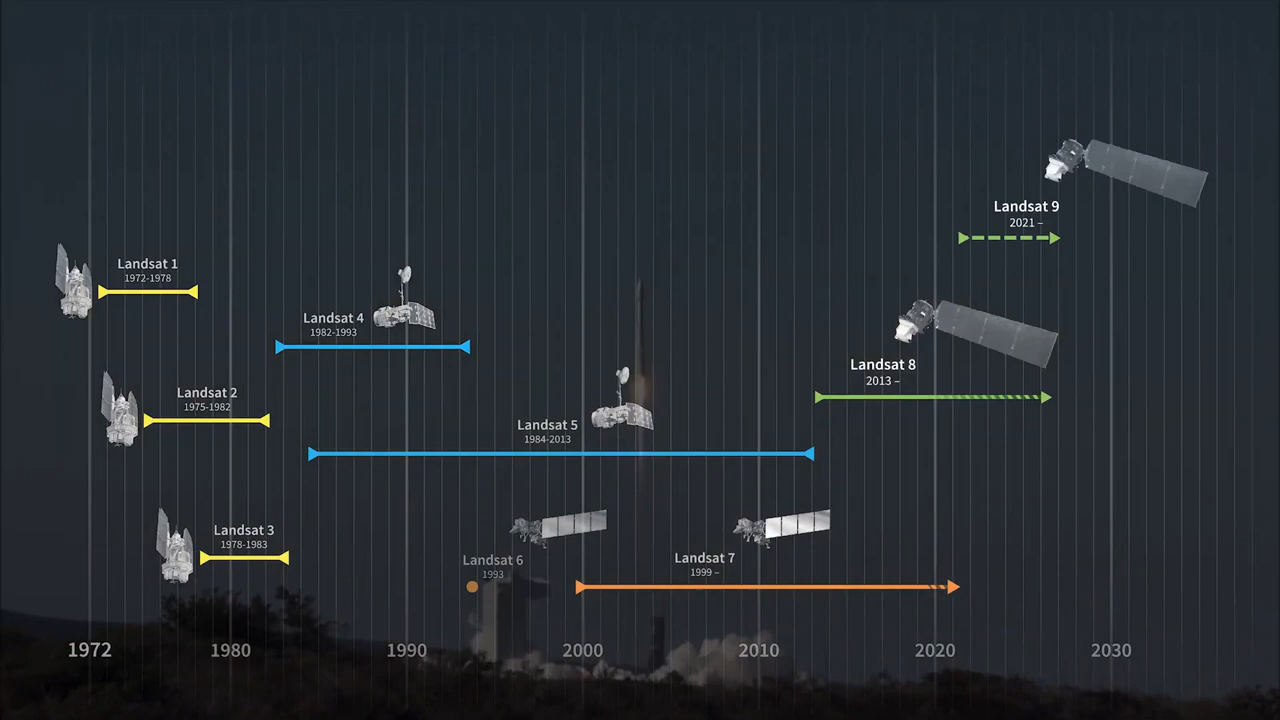 Landsat 9
2021 –
Landsat 1
1972-1978
Landsat 4
1982-1993
Landsat 8
2013 –
Landsat 2
1975-1982
Landsat 5
1984-2013
Landsat 3
1978-1983
Landsat 6
1993
Landsat 7
1999 –
1972 1980 1990 2000 2010 2020 2030